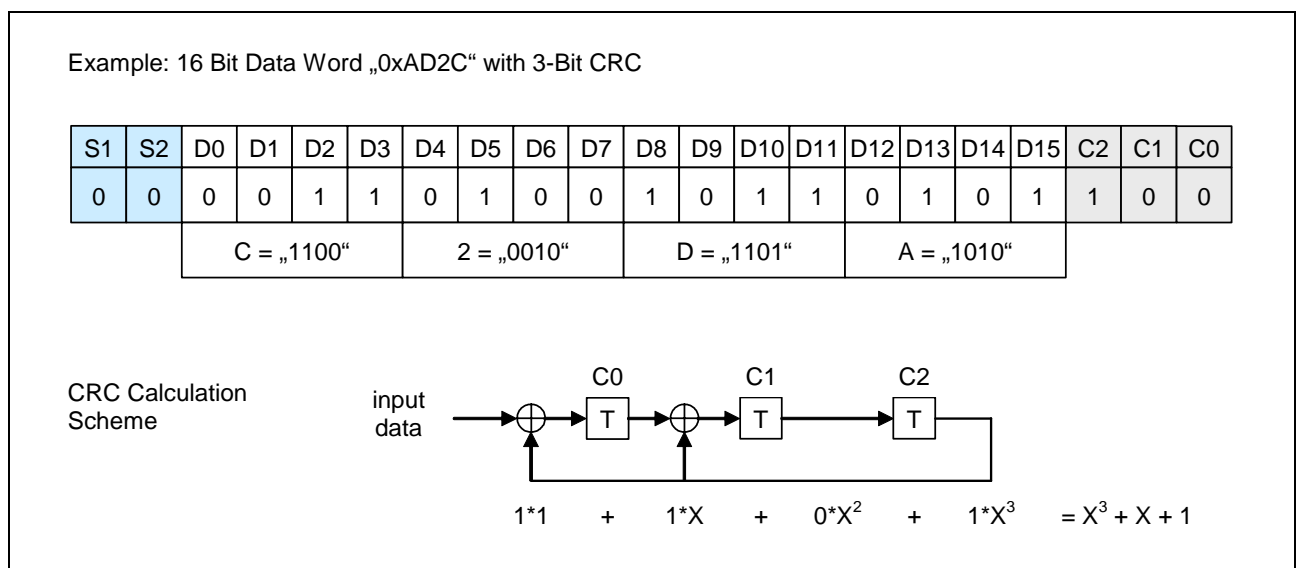 Example: 16 Bit Data Word „0xAD2C“ with 3-Bit CRC
S1 S2 D0 D1 D2 D3 D4 D5 D6 D7 D8 D9 D10 D11 D12 D13 D14 D15 C2 C1 C0
0 0 0 0 1 1 0 1 0 0 1 0 1 1 0 1 0 1 1 0 0
C = „1100“ 2 = „0010“ D = „1101“ A = „1010“
CRC Calculation
Scheme
input
data
C0 C1 C2
T T T
1*1 + 1*X + 0*X² + 1*X³ = X³ + X + 1